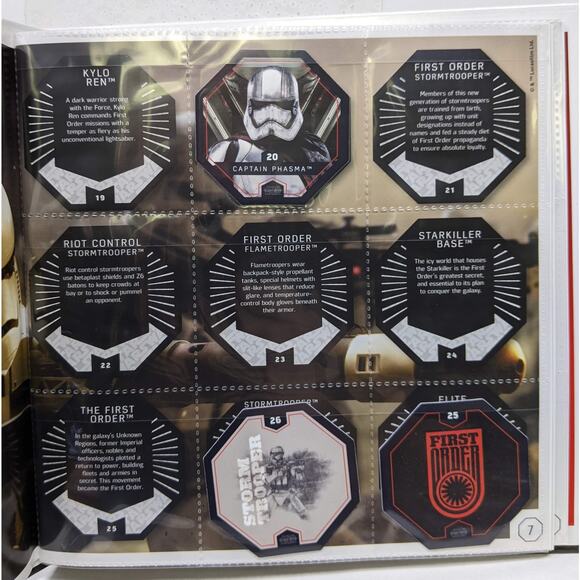 KYLO
REN™
A dark warrior strong
with the Force, Kylo
Ren commands First
Order missions with a
temper as fiery as his
unconventional lightsaber.
19
20
CAPTAIN PHASMA™
FIRST ORDER
STORMTROOPER™
Members of this new
generation of stormtroopers
are trained from birth,
growing up with unit
designations instead of
names and fed a steady diet
of First Order propaganda
to ensure absolute loyalty.
21
© & ™ Lucasfilm Ltd.
RIOT CONTROL
STORMTROOPER™
Riot control stormtroopers
use betaplast shields and Z6
batons to keep crowds at
bay or to shock or pummel
an opponent.
22
FIRST ORDER
FLAMETROOPER™
Flametroopers wear
backpack-style propellant
tanks, special helmets with
slit-like lenses that reduce
glare, and temperature-
control body gloves beneath
their armor.
23
STARKILLER
BASE™
The icy world that houses
the Starkiller is the First
Order's greatest secret,
and essential to its plan
to conquer the galaxy.
24
THE FIRST
ORDER™
In the galaxy's Unknown
Regions, former Imperial
officers, nobles and
technologists plotted a
return to power, building
fleets and armies in
secret. This movement
became the First Order.
25
STORMTROOPER™
26
STORM
TROOPER
ELITE
25
FIRST
ORDER
7